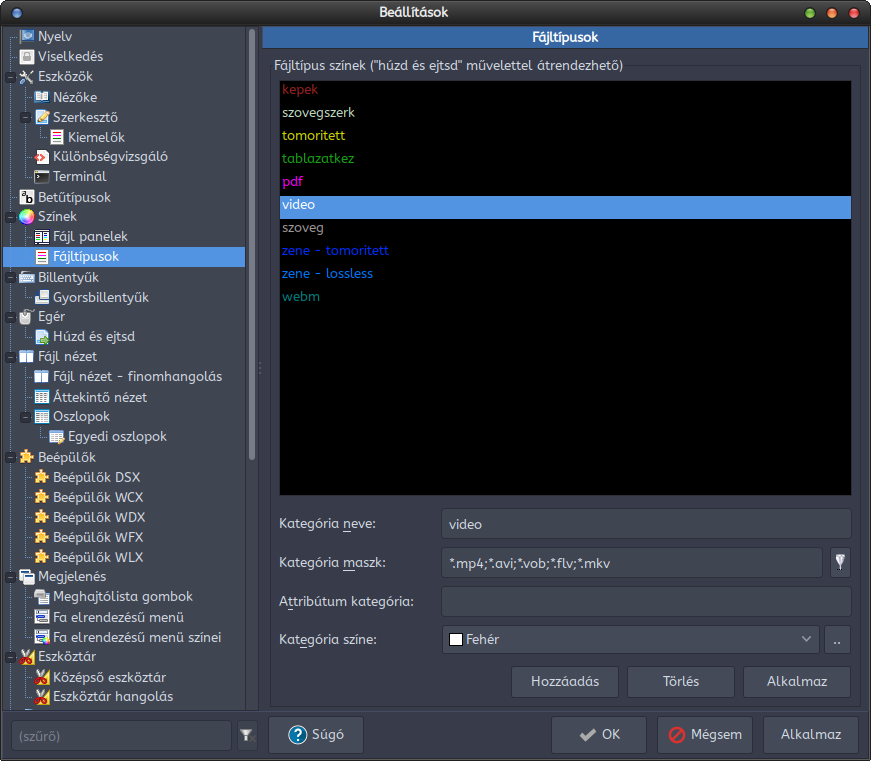 Beállítások
Nyelv
Viselkedés
Eszközök
Nézőke
Szerkesztő
Kiemelők
Különbségvizsgáló
Terminál
Betűtípusok
Színek
Fájl panelek
Fájltípusok
Billentyűk
Gyorsbillentyűk
Egér
Húzd és ejtsd
Fájl nézet
Fájl nézet - finomhangolás
Áttekintő nézet
Oszlopok
Egyedi oszlopok
Beépülők
Beépülők DSX
Beépülők WCX
Beépülők WDX
Beépülők WFX
Beépülők WLX
Megjelenés
Meghajtólista gombok
Fa elrendezésű menü
Fa elrendezésű menü színei
Eszköztár
Középső eszköztár
Eszköztár hangolás
(szűrő)
Fájltípusok
Fájltípus színek ("húzd és ejtsd" művelettel átrendezhető)
kepek
szovegszerk
tomoritett
tablazatkez
pdf
video
szoveg
zene - tomoritett
zene - lossless
webm
Kategória neve: video
Kategória maszk: *.mp4;*.avi;*.vob;*.flv;*.mkv
Attribútum kategória:
Kategória színe: Fehér ..
Hozzáadás Törlés Alkalmaz
Súgó OK Mégsem Alkalmaz